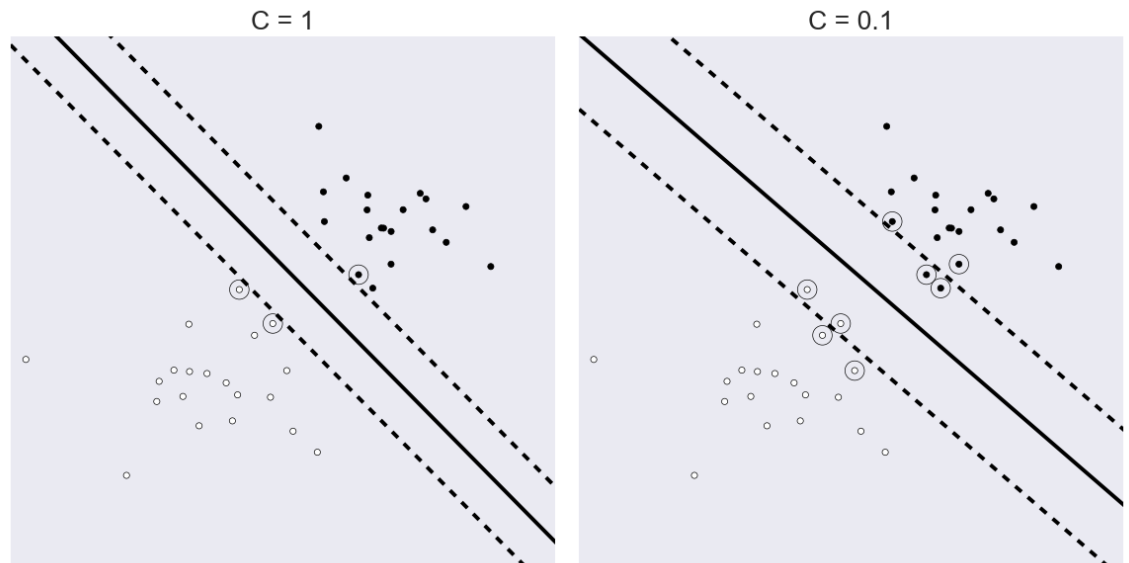 C = 1
C = 0.1